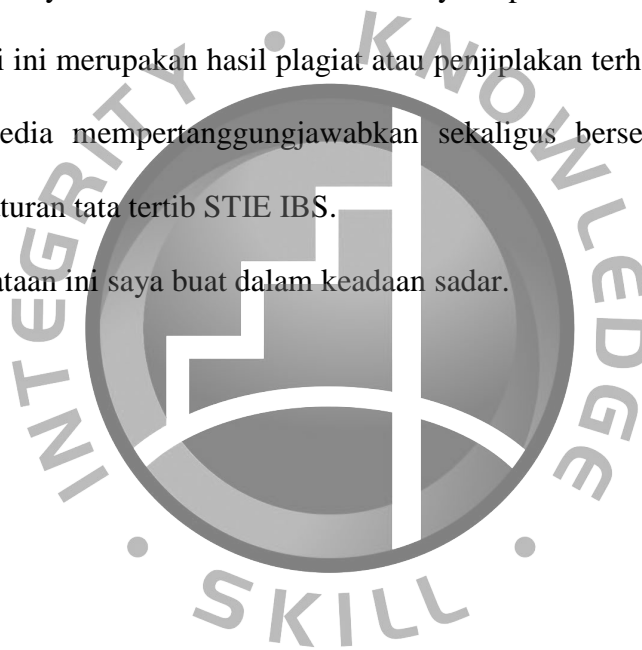 i ini merupakan hasil plagiat atau penjiplakan terh
edia mempertanggungjawabkan sekaligus berse
turan tata tertib STIE IBS.
ataan ini saya buat dalam keadaan sadar.
INTEGRITY • KNOWLEDGE • SKILL •